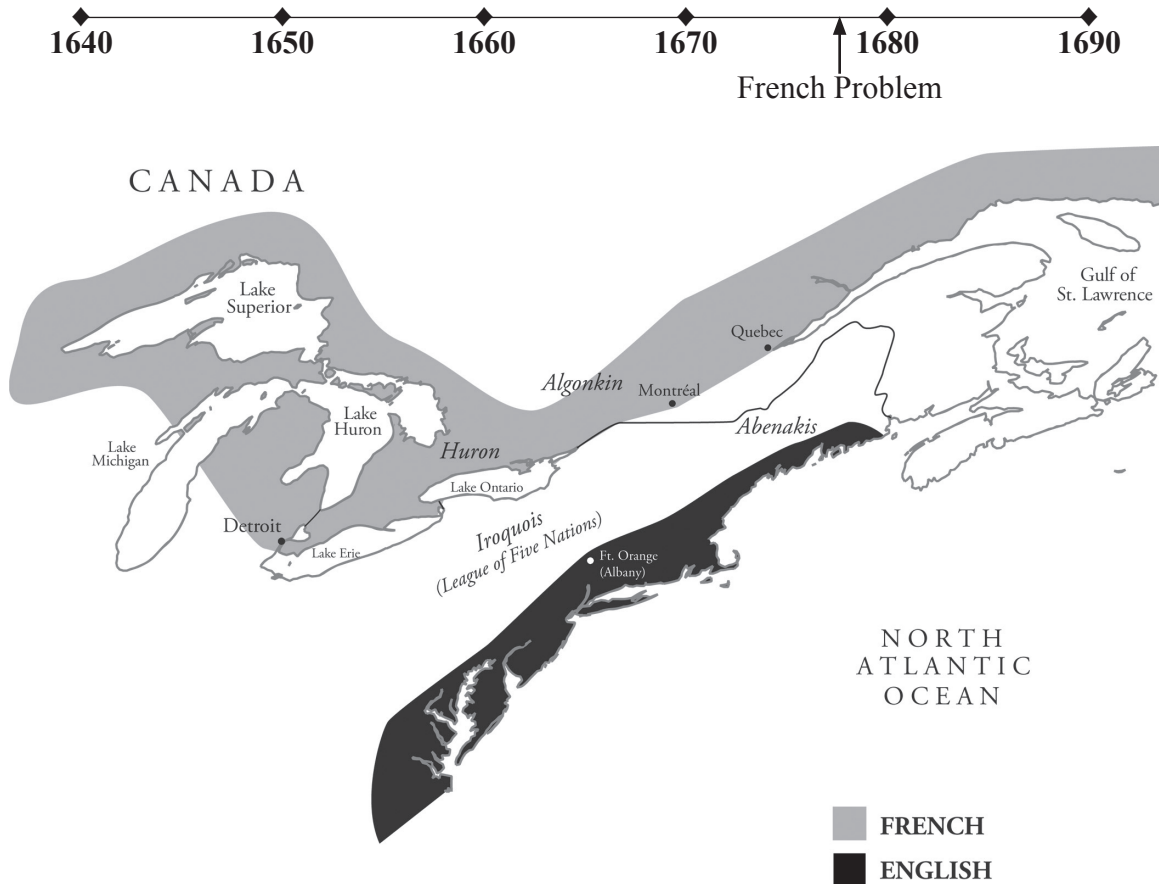 1640 1650 1660 1670 1680 1690
French Problem
CANADA
Lake
Superior
Gulf of
St. Lawrence
Quebec
Algonkin
Montréal
Lake
Huron
Abenakis
Lake
Michigan
Huron
Lake Ontario
Detroit
Lake Erie
Iroquois
(League of Five Nations)
Ft. Orange
(Albany)
NORTH
ATLANTIC
OCEAN
FRENCH
ENGLISH